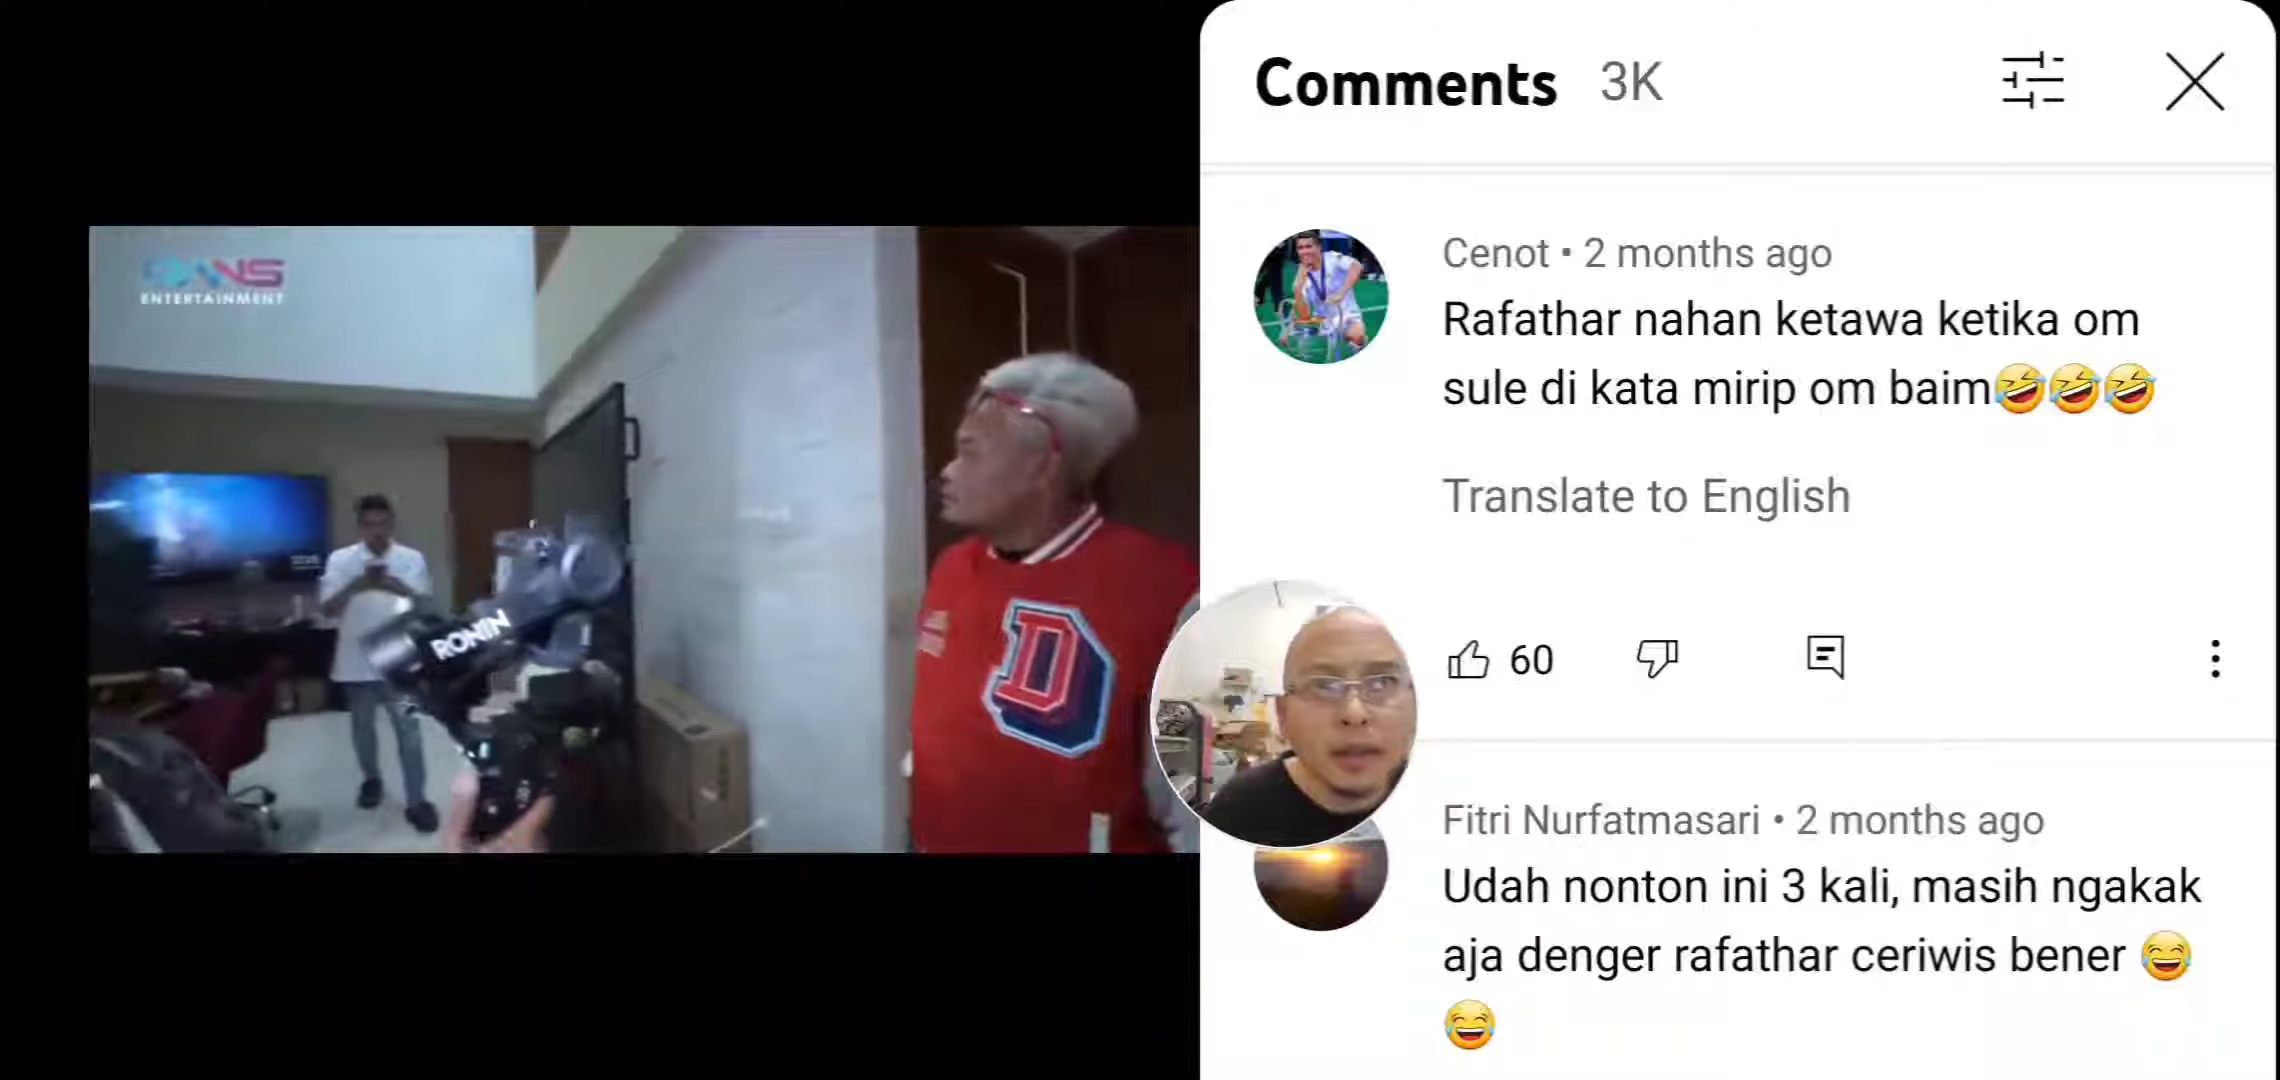 RANS
ENTERTAINMENT
RONIN
D
Comments 3K
Cenot • 2 months ago
Rafathar nahan ketawa ketika om
sule di kata mirip om baim🤣🤣🤣
Translate to English
60
Fitri Nurfatmasari • 2 months ago
Udah nonton ini 3 kali, masih ngakak
aja denger rafathar ceriwis bener 😂
😂